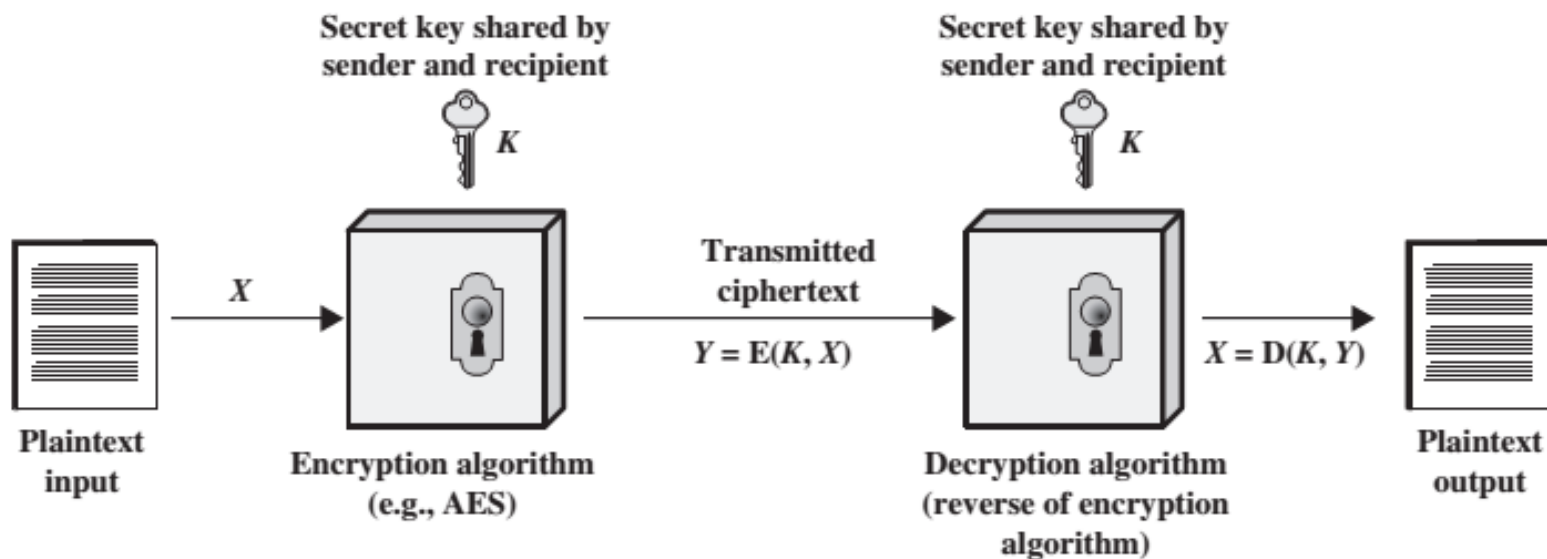 Secret key shared by
sender and recipient
K
Secret key shared by
sender and recipient
K
Plaintext
input
X
Encryption algorithm
(e.g., AES)
Transmitted
ciphertext
Y = E(K, X)
Decryption algorithm
(reverse of encryption
algorithm)
X = D(K, Y)
Plaintext
output